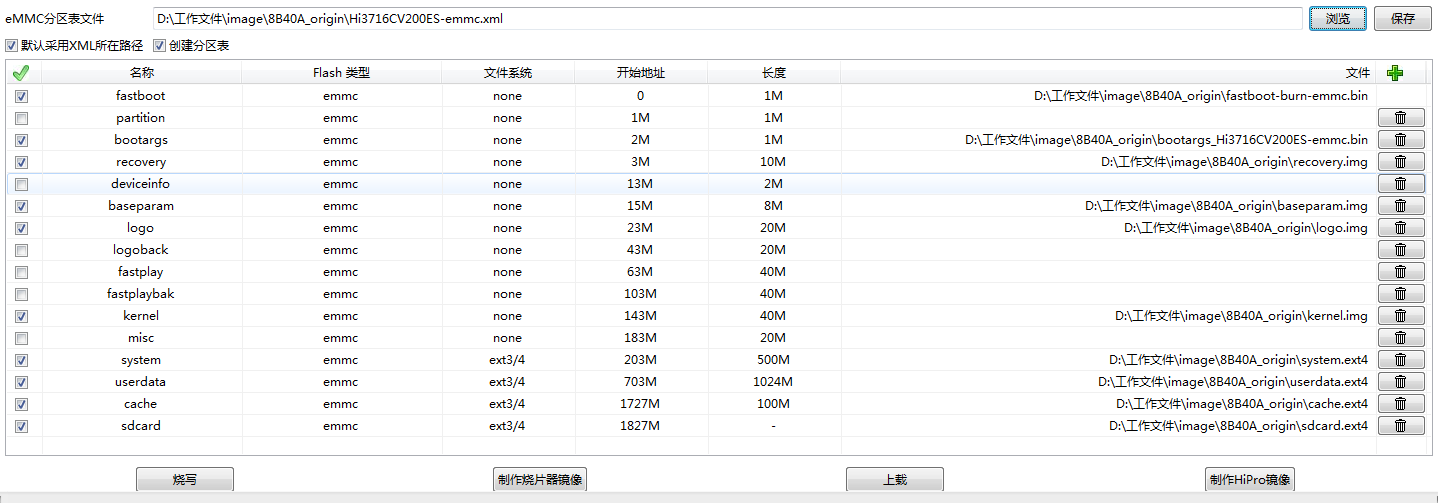 eMMC分区表文件 D:\工作文件\image\8B40A_origin\Hi3716CV200ES-emmc.xml 浏览 保存
默认采用XML所在路径 创建分区表
名称 Flash 类型 文件系统 开始地址 长度 文件
fastboot emmc none 0 1M D:\工作文件\image\8B40A_origin\fastboot-burn-emmc.bin
partition emmc none 1M 1M
bootargs emmc none 2M 1M D:\工作文件\image\8B40A_origin\bootargs_Hi3716CV200ES-emmc.bin
recovery emmc none 3M 10M D:\工作文件\image\8B40A_origin\recovery.img
deviceinfo emmc none 13M 2M
baseparam emmc none 15M 8M D:\工作文件\image\8B40A_origin\baseparam.img
logo emmc none 23M 20M D:\工作文件\image\8B40A_origin\logo.img
logoback emmc none 43M 20M
fastplay emmc none 63M 40M
fastplaybak emmc none 103M 40M
kernel emmc none 143M 40M D:\工作文件\image\8B40A_origin\kernel.img
misc emmc none 183M 20M
system emmc ext3/4 203M 500M D:\工作文件\image\8B40A_origin\system.ext4
userdata emmc ext3/4 703M 1024M D:\工作文件\image\8B40A_origin\userdata.ext4
cache emmc ext3/4 1727M 100M D:\工作文件\image\8B40A_origin\cache.ext4
sdcard emmc ext3/4 1827M - D:\工作文件\image\8B40A_origin\sdcard.ext4
烧写 制作烧片器镜像 上载 制作HiPro镜像